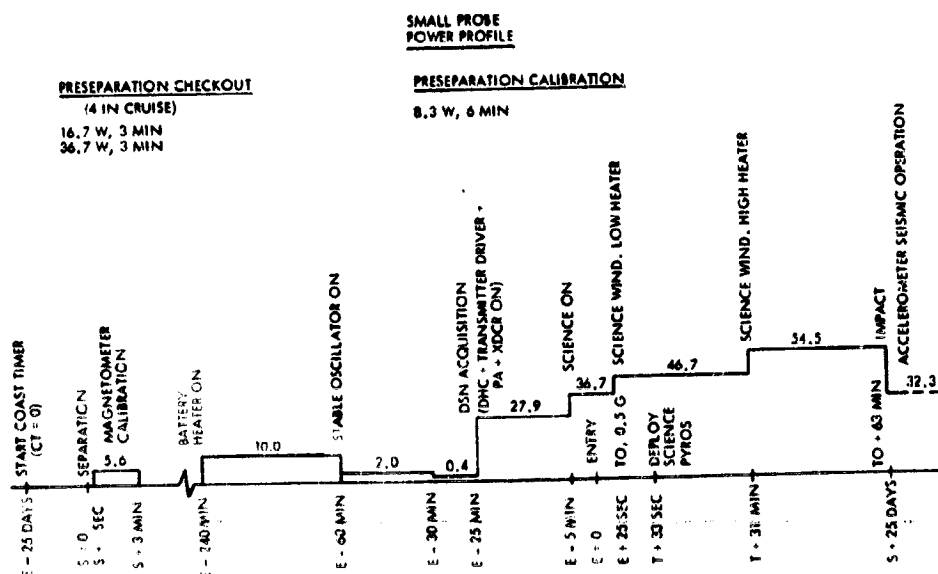 SMALL PROBE
POWER PROFILE
PRESEPARATION CHECKOUT
(4 IN CRUISE)
16.7 W, 3 MIN
36.7 W, 3 MIN
PRESEPARATION CALIBRATION
8.3 W, 6 MIN
START COAST TIMER
(CT = 0)
SEPARATION
MAGNETOMETER
CALIBRATION
BATTERY
HEATER ON
STABLE OSCILLATOR ON
DSN ACQUISITION
(DHC + TRANSMITTER DRIVER +
PA + XDCR ON)
SCIENCE ON
ENTRY
SCIENCE WIND. LOW HEATER
TO, 0.5 G
DEPLOY
SCIENCE
PYROS
SCIENCE WIND. HIGH HEATER
IMPACT
TO + 63 MIN
ACCELEROMETER SEISMIC OPERATION
5.6
10.0
2.0
0.4
27.9
36.7
46.7
54.5
32.3
E - 25 DAYS
S = 0
S + SEC
S + 3 MIN
E - 240 MIN
E - 60 MIN
E - 30 MIN
E - 25 MIN
E - 5 MIN
E = 0
E + 25 SEC
T + 33 SEC
T + MIN
S + 25 DAYS